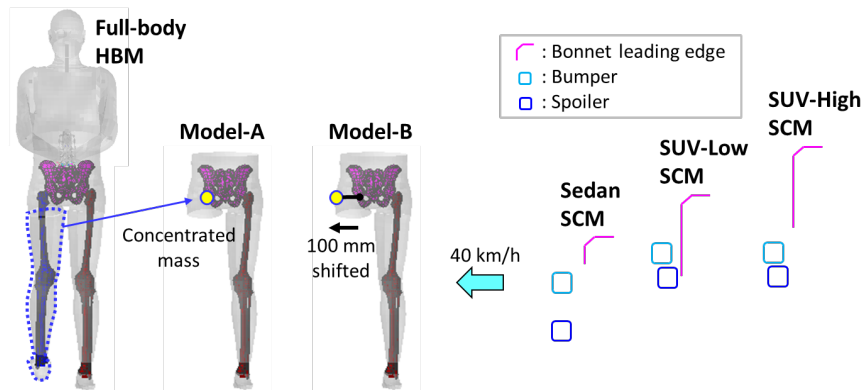 Full-body
HBM
Model-A
Model-B
Concentrated
mass
100 mm
shifted
40 km/h
: Bonnet leading edge
: Bumper
: Spoiler
Sedan
SCM
SUV-Low
SCM
SUV-High
SCM